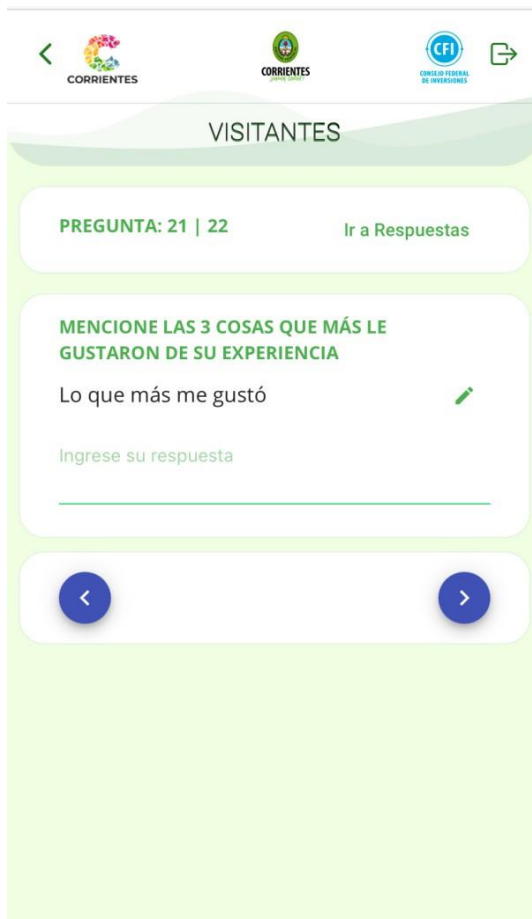 CORRIENTES
CORRIENTES
CFI
CONSEJO FEDERAL
DE INVERSIONES
VISITANTES
PREGUNTA: 21 | 22
Ir a Respuestas
MENCIONE LAS 3 COSAS QUE MÁS LE
GUSTARON DE SU EXPERIENCIA
Lo que más me gustó
Ingrese su respuesta